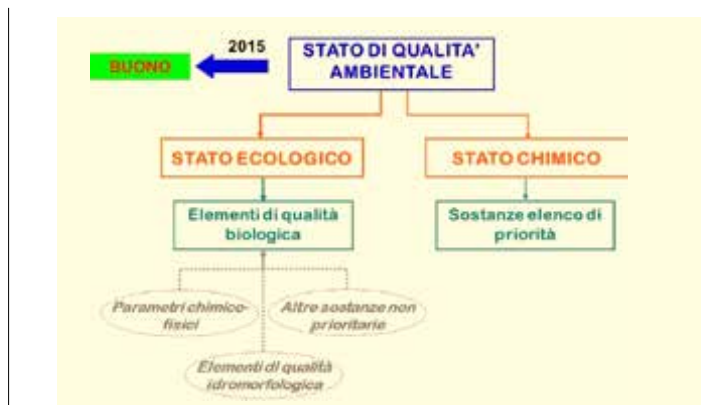 2015
BUONO
STATO DI QUALITA'
AMBIENTALE
STATO ECOLOGICO
STATO CHIMICO
Elementi di qualità
biologica
Sostanze elenco di
priorità
Parametri chimico-
fisici
Altre sostanze non
prioritarie
Elementi di qualità
idromorfologica